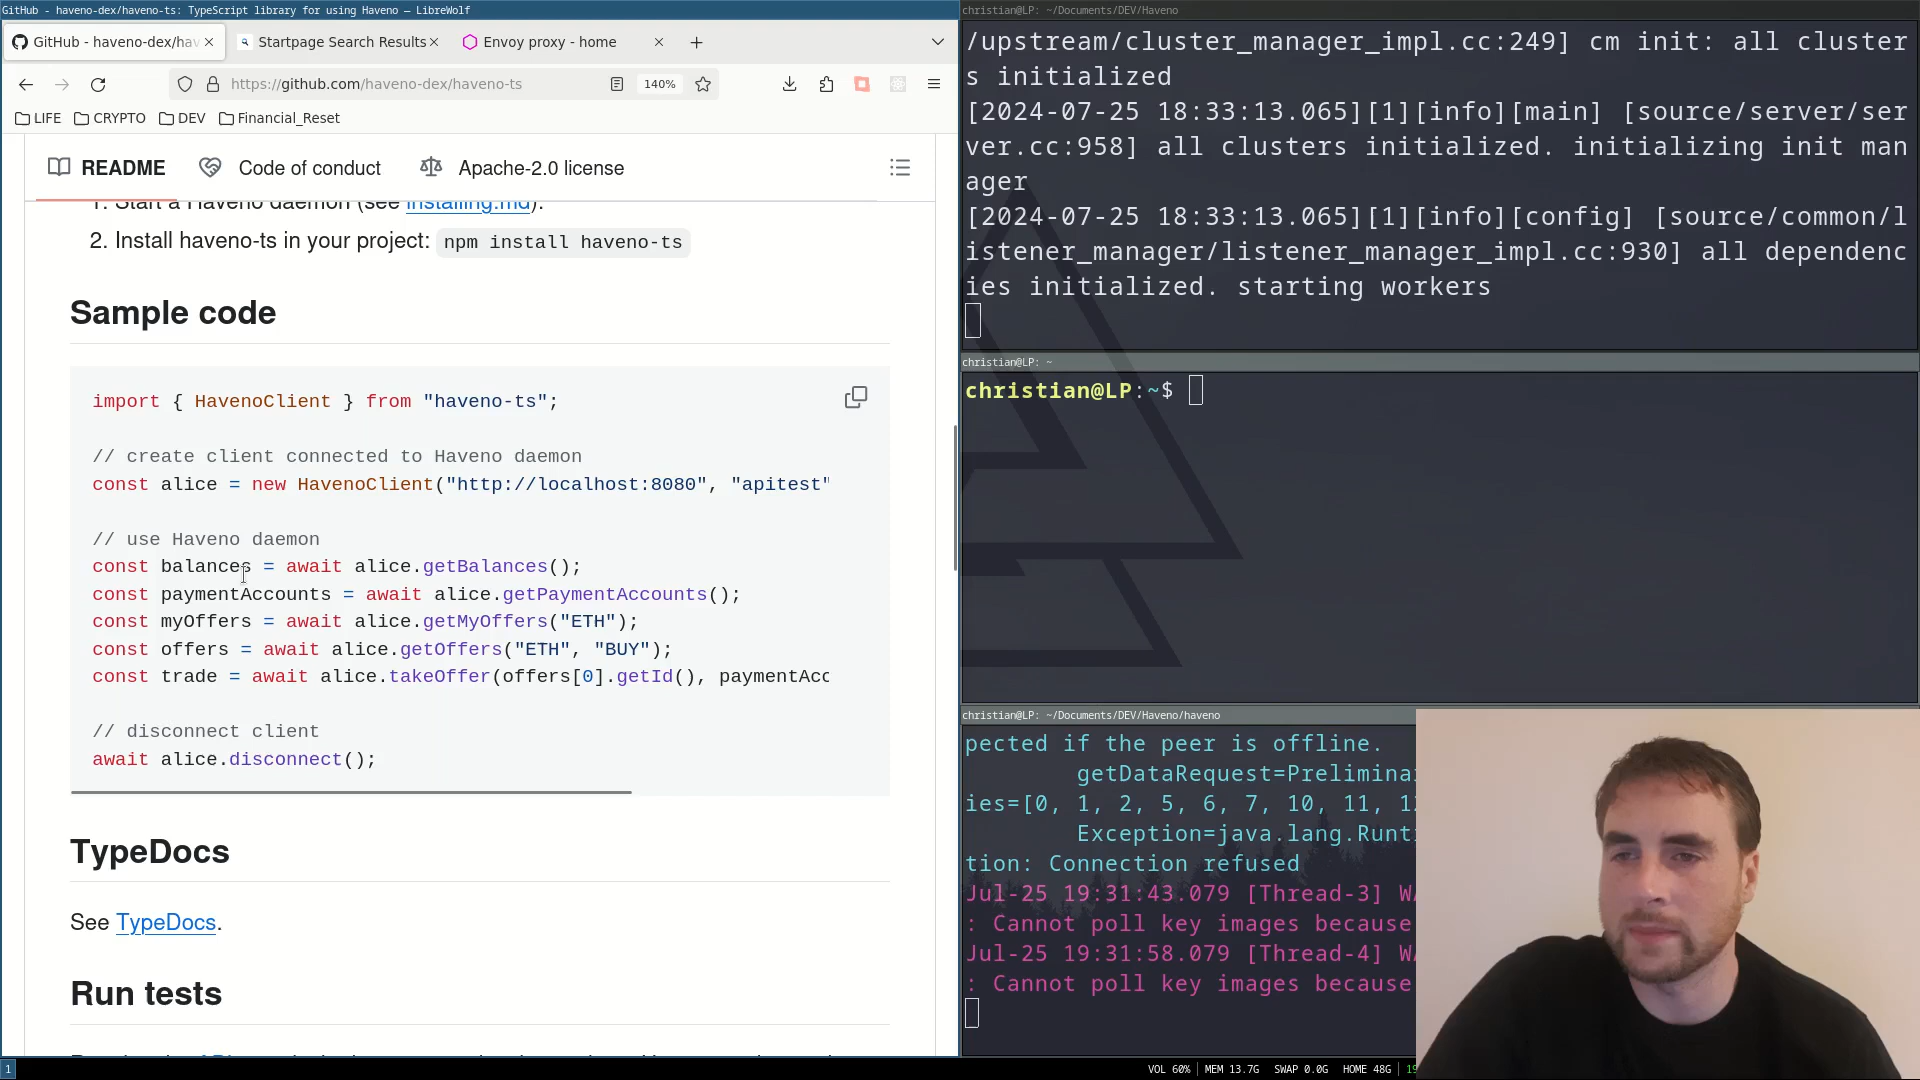 GitHub - haveno-dex/haveno-ts: TypeScript library for using Haveno — LibreWolf
GitHub - haveno-dex/hav
Startpage Search Results
Envoy proxy - home
https://github.com/haveno-dex/haveno-ts
140%
LIFE
CRYPTO
DEV
Financial_Reset
README
Code of conduct
Apache-2.0 license
1. Start a Haveno daemon (see installing.md).
2. Install haveno-ts in your project: npm install haveno-ts
Sample code
import { HavenoClient } from "haveno-ts";
// create client connected to Haveno daemon
const alice = new HavenoClient("http://localhost:8080", "apitest"
// use Haveno daemon
const balances = await alice.getBalances();
const paymentAccounts = await alice.getPaymentAccounts();
const myOffers = await alice.getMyOffers("ETH");
const offers = await alice.getOffers("ETH", "BUY");
const trade = await alice.takeOffer(offers[0].getId(), paymentAcc
// disconnect client
await alice.disconnect();
TypeDocs
See TypeDocs.
Run tests
1
christian@LP: ~/Documents/DEV/Haveno
/upstream/cluster_manager_impl.cc:249] cm init: all cluster
s initialized
[2024-07-25 18:33:13.065][1][info][main] [source/server/ser
ver.cc:958] all clusters initialized. initializing init man
ager
[2024-07-25 18:33:13.065][1][info][config] [source/common/l
istener_manager/listener_manager_impl.cc:930] all dependenc
ies initialized. starting workers
christian@LP: ~
christian@LP:~$
christian@LP: ~/Documents/DEV/Haveno/haveno
pected if the peer is offline.
getDataRequest=Prelimina
ies=[0, 1, 2, 5, 6, 7, 10, 11, 1
Exception=java.lang.Runt
tion: Connection refused
Jul-25 19:31:43.079 [Thread-3] W
: Cannot poll key images because
Jul-25 19:31:58.079 [Thread-4] W
: Cannot poll key images because
VOL 60% | MEM 13.7G | SWAP 0.0G | HOME 48G | 19